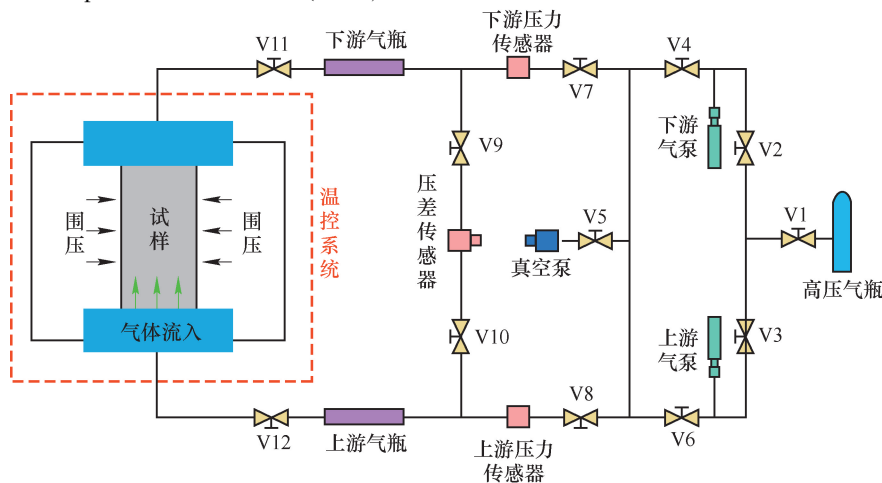 V11
下游气瓶
下游压力
传感器
V4
V7
下游
气泵
V2
V9
围
压
试
样
围
压
温
控
系
统
压
差
传
感
器
V5
真空泵
V1
高压气瓶
气体流入
V10
上游
气泵
V3
V8
V12
上游气瓶
上游压力
传感器
V6